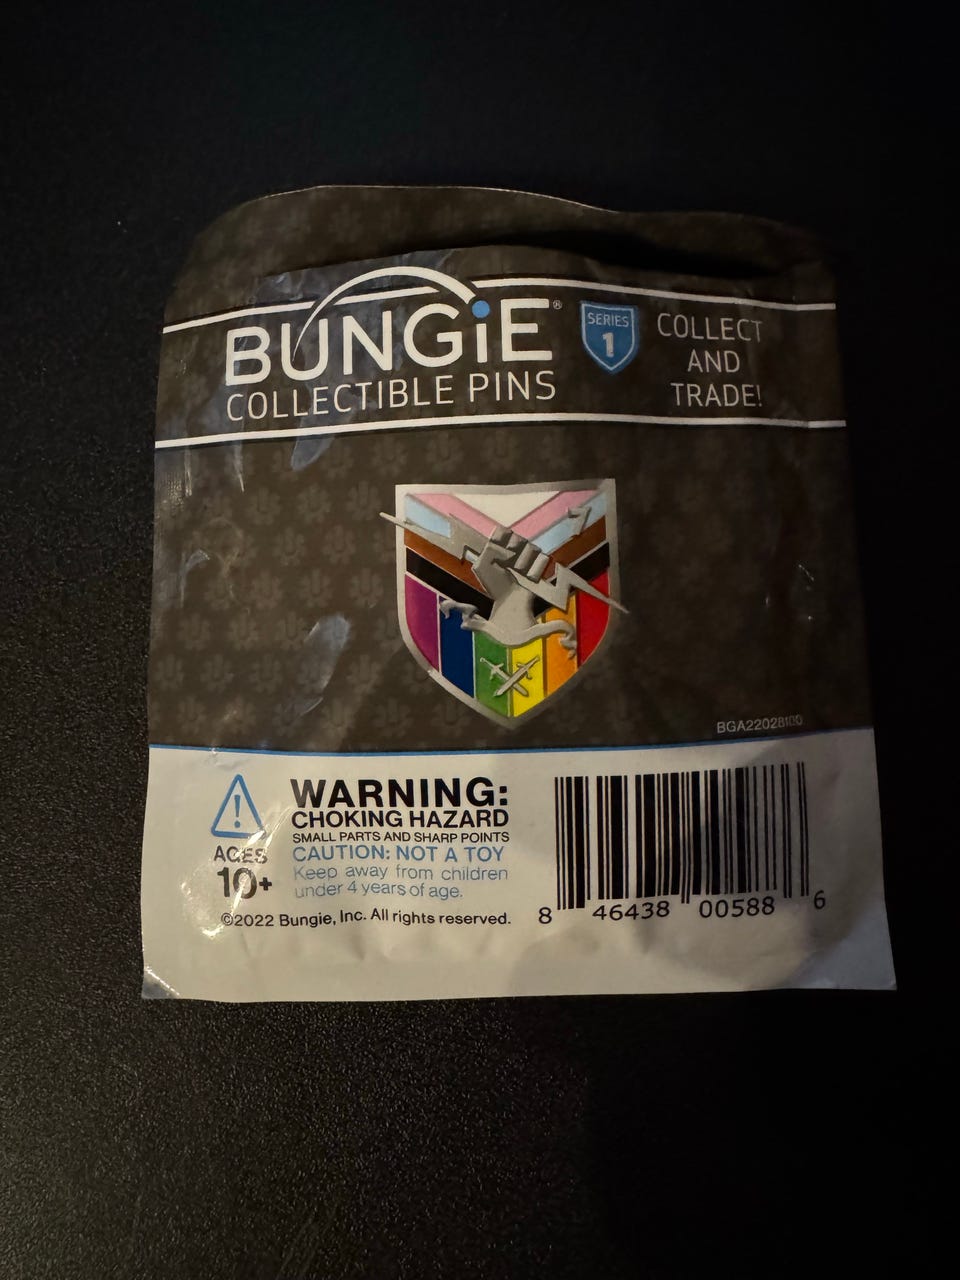 BUNGiE®
COLLECTIBLE PINS
SERIES
1
COLLECT
AND
TRADE!
BGA22028100
WARNING:
CHOKING HAZARD
SMALL PARTS AND SHARP POINTS
CAUTION: NOT A TOY
Keep away from children
under 4 years of age.
AGES
10+
©2022 Bungie, Inc. All rights reserved.
8 46438 00588 6